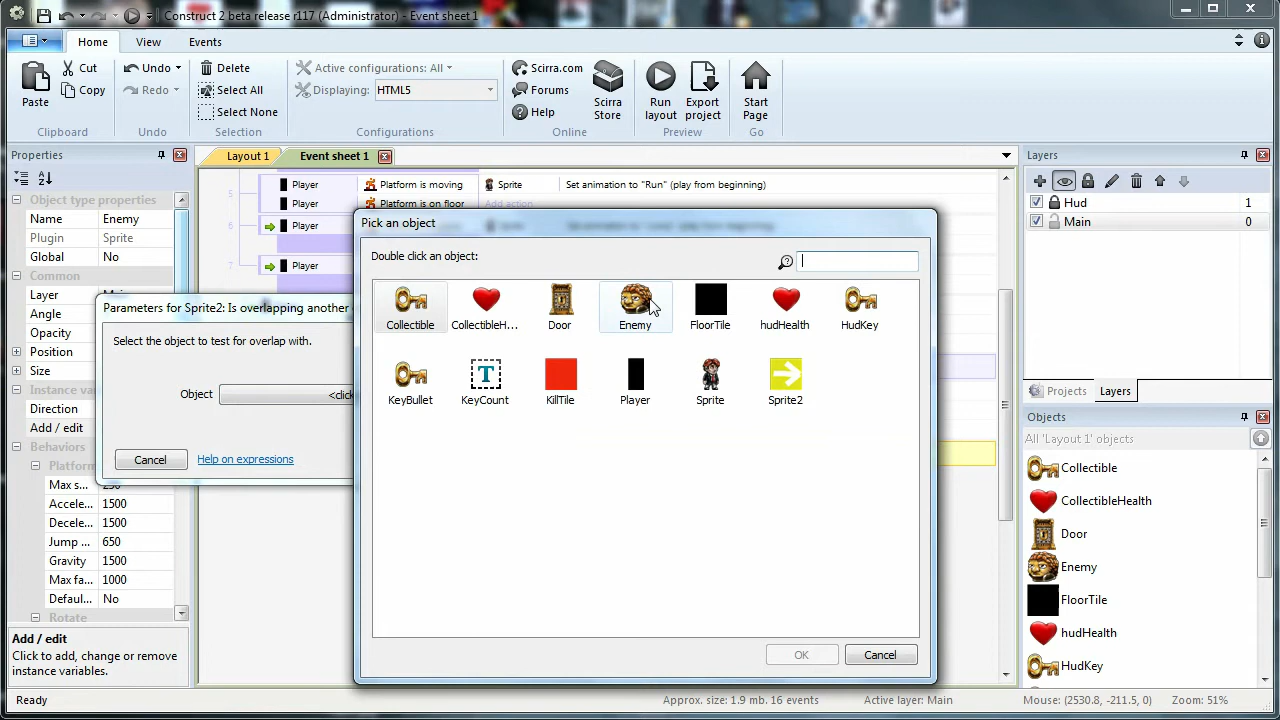 Construct 2 beta release r117 (Administrator) - Event sheet 1
Home View Events
Paste
Cut
Copy
Clipboard
Undo
Redo
Undo
Delete
Select All
Select None
Selection
Active configurations: All
Displaying: HTML5
Configurations
Scirra.com
Forums
Help
Scirra Store
Online
Run layout
Export project
Preview
Start Page
Go
Properties
Object type properties
Name Enemy
Plugin Sprite
Global No
Common
Layer
Angle
Opacity
Position
Size
Instance
Direction
Add / edit
Behaviors
Platform
Max s...
Accele... 1500
Decele... 1500
Jump ... 650
Gravity 1500
Max fa... 1000
Defaul... No
Rotate
Add / edit
Click to add, change or remove
instance variables.
Layout 1
Event sheet 1
5 Player Platform is moving Sprite Set animation to "Run" (play from beginning)
Player Platform is on floor Add action
6 Player
7 Player
Parameters for Sprite2: Is overlapping another
Select the object to test for overlap with.
Object <click
Cancel Help on expressions
Pick an object
Double click an object:
Collectible CollectibleH... Door Enemy FloorTile hudHealth HudKey
KeyBullet KeyCount KillTile Player Sprite Sprite2
OK Cancel
Layers
Hud 1
Main 0
Projects Layers
Objects
All 'Layout 1' objects
Collectible
CollectibleHealth
Door
Enemy
FloorTile
hudHealth
HudKey
Ready Approx. size: 1.9 mb. 16 events Active layer: Main Mouse: (2530.8, -211.5, 0) Zoom: 51%